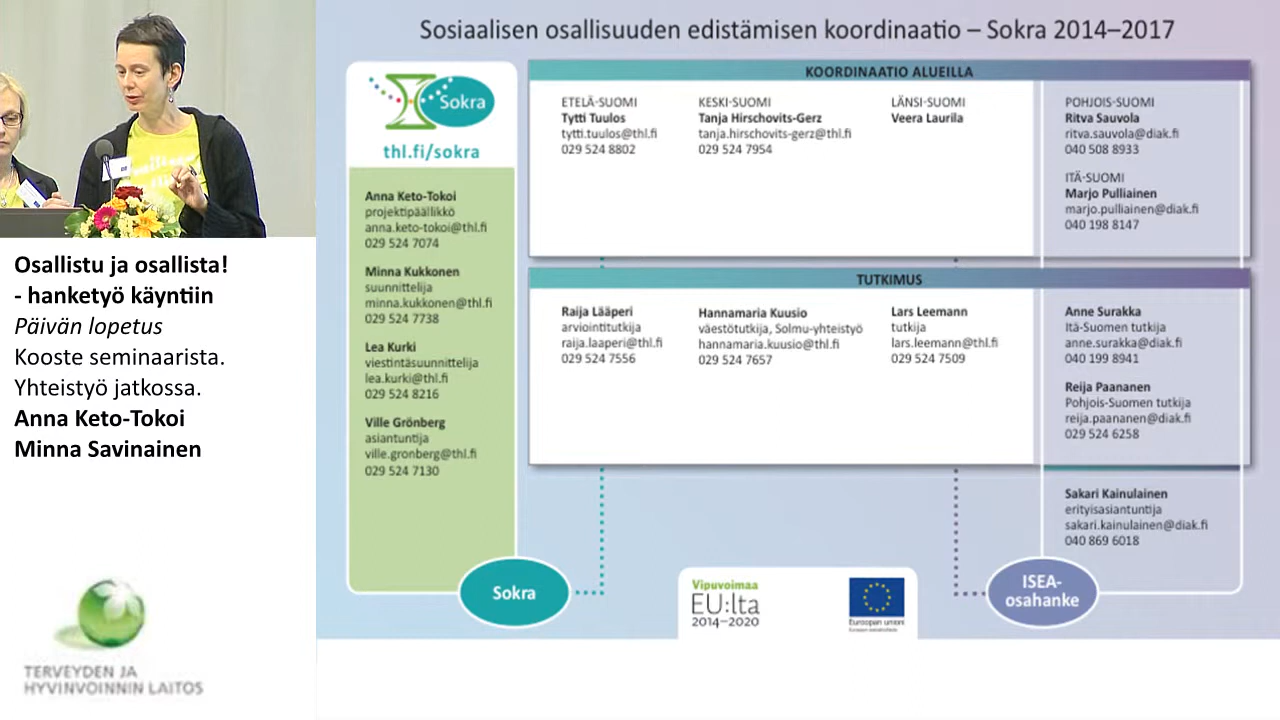 Sosiaalisen osallisuuden edistämisen koordinaatio – Sokra 2014–2017
Sokra
thl.fi/sokra
Anna Keto-Tokoi
projektipäällikkö
anna.keto-tokoi@thl.fi
029 524 7074
Minna Kukkonen
suunnittelija
minna.kukkonen@thl.fi
029 524 7738
Lea Kurki
viestintäsuunnittelija
lea.kurki@thl.fi
029 524 8216
Ville Grönberg
asiantuntija
ville.gronberg@thl.fi
029 524 7130
KOORDINAATIO ALUEILLA
ETELÄ-SUOMI
Tytti Tuulos
tytti.tuulos@thl.fi
029 524 8802
KESKI-SUOMI
Tanja Hirschovits-Gerz
tanja.hirschovits-gerz@thl.fi
029 524 7954
LÄNSI-SUOMI
Veera Laurila
POHJOIS-SUOMI
Ritva Sauvola
ritva.sauvola@diak.fi
040 508 8933
ITÄ-SUOMI
Marjo Pulliainen
marjo.pulliainen@diak.fi
040 198 8147
TUTKIMUS
Raija Lääperi
arviointitutkija
raija.laaperi@thl.fi
029 524 7556
Hannamaria Kuusio
väestötutkija, Solmu-yhteistyö
hannamaria.kuusio@thl.fi
029 524 7657
Lars Leemann
tutkija
lars.leemann@thl.fi
029 524 7509
Anne Surakka
Itä-Suomen tutkija
anne.surakka@diak.fi
040 199 8941
Reija Paananen
Pohjois-Suomen tutkija
reija.paananen@diak.fi
029 524 6258
Sakari Kainulainen
erityisasiantuntija
sakari.kainulainen@diak.fi
040 869 6018
Sokra
ISEA-
osahanke
Vipuvoimaa
EU:lta
2014–2020
Euroopan unioni
Osallistu ja osallista!
- hanketyö käyntiin
Päivän lopetus
Kooste seminaarista.
Yhteistyö jatkossa.
Anna Keto-Tokoi
Minna Savinainen
TERVEYDEN JA
HYVINVOINNIN LAITOS